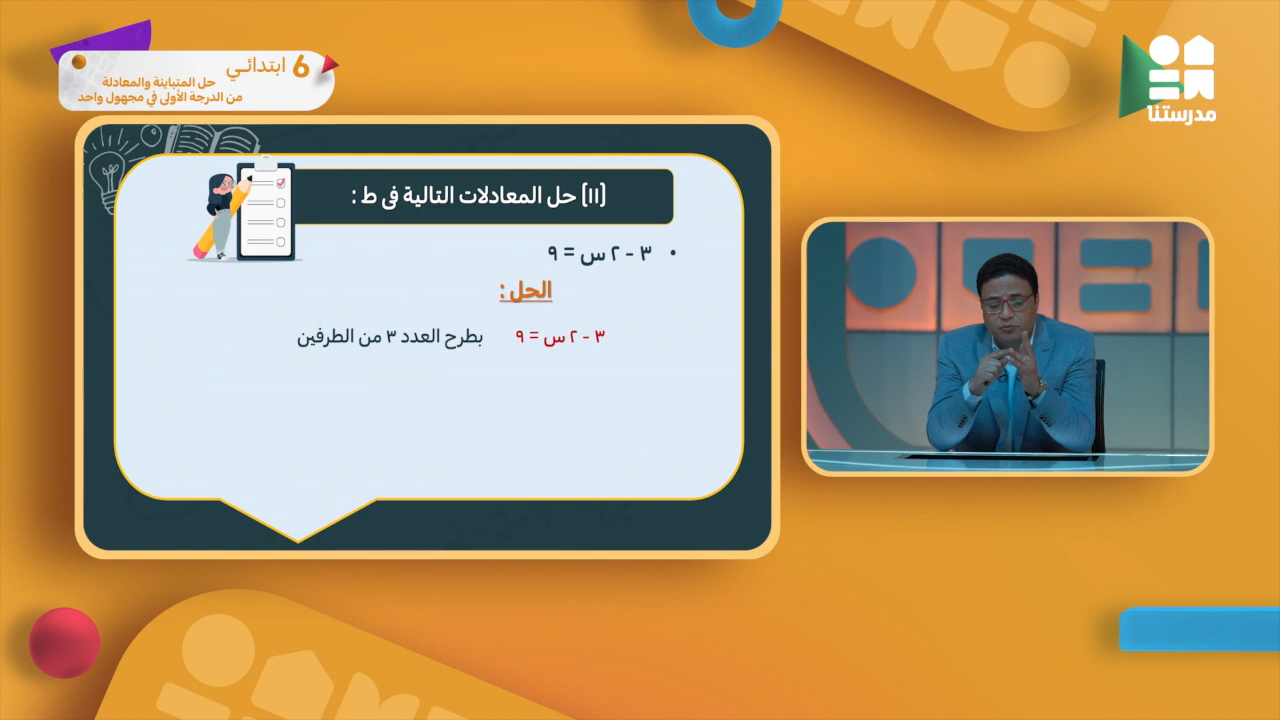 6 ابتدائي
حل المتباينة والمعادلة
من الدرجة الأولى في مجهول واحد
مدرستنا
(١١) حل المعادلات التالية فى ط :
• ٣ - ٢ س = ٩
الحل :
٣ - ٢ س = ٩ بطرح العدد ٣ من الطرفين